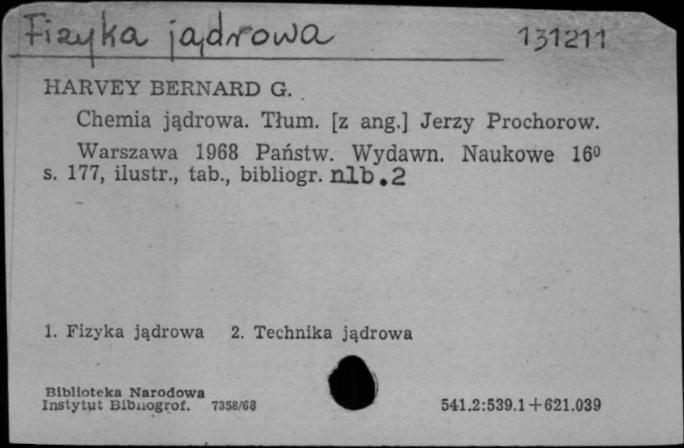 Fizyka jądrowa 131211
HARVEY BERNARD G.
Chemia jądrowa. Tłum. [z ang.] Jerzy Prochorow.
Warszawa 1968 Państw. Wydawn. Naukowe 16⁰
s. 177, ilustr., tab., bibliogr. nlb.2
1. Fizyka jądrowa 2. Technika jądrowa
Biblioteka Narodowa
Instytut Bibliogrof. 7358/68 541.2:539.1+621.039